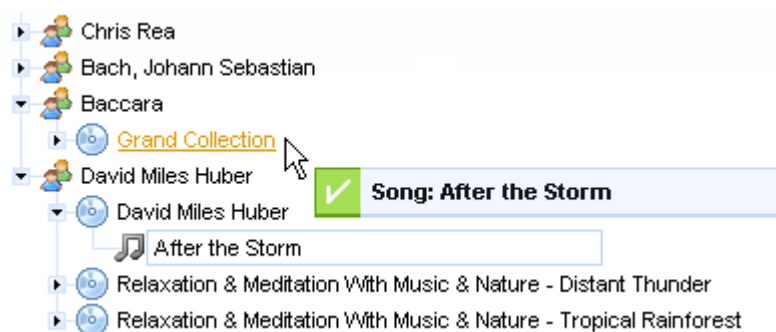 Chris Rea
Bach, Johann Sebastian
Baccara
Grand Collection
David Miles Huber
Song: After the Storm
David Miles Huber
After the Storm
Relaxation & Meditation With Music & Nature - Distant Thunder
Relaxation & Meditation With Music & Nature - Tropical Rainforest